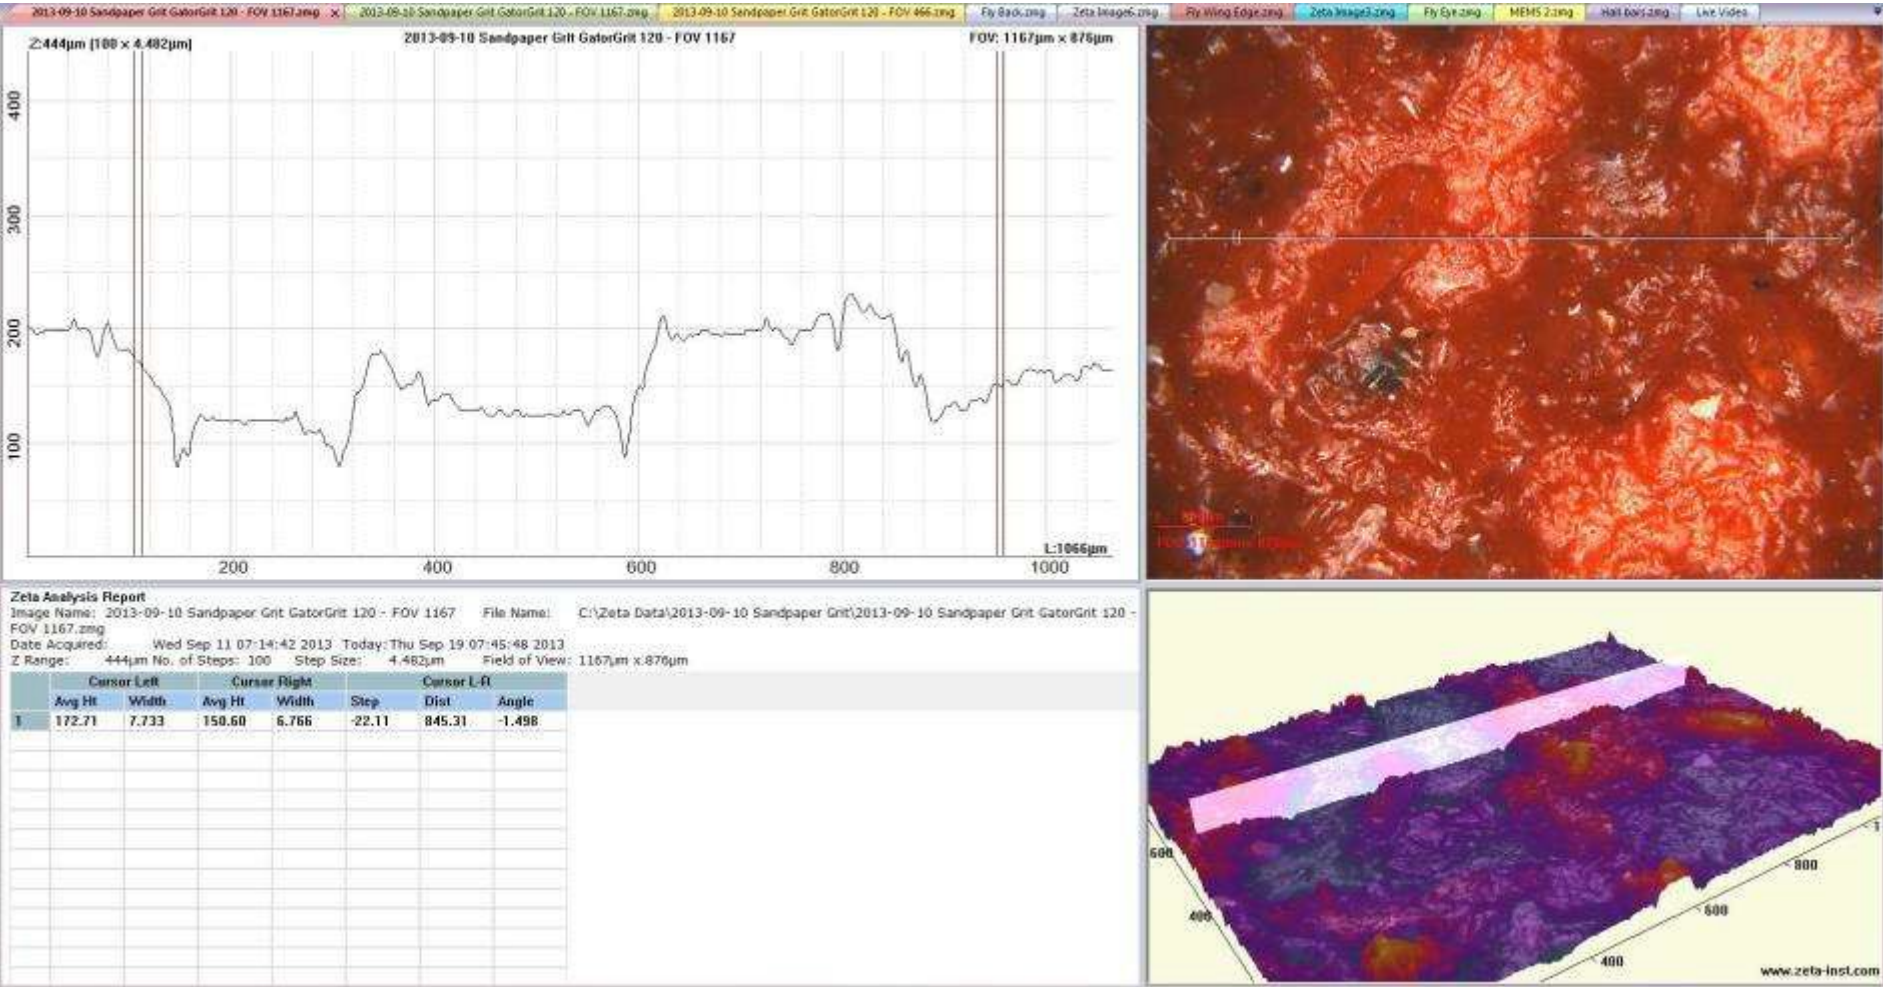 2013-09-10 Sandpaper Grit GatorGrit 120 - FOV 1167.zmg x
2013-09-10 Sandpaper Grit GatorGrit 120 - FOV 1167.zmg
2013-09-10 Sandpaper Grit GatorGrit 120 - FOV 466.zmg
Fly Back.zmg
Zeta Image6.zmg
Fly Wing Edge.zmg
Zeta Image3.zmg
Fly Eye.zmg
MEMS 2.zmg
Hall bars.zmg
Live Video
Z:444µm [100 x 4.482µm]
2013-09-10 Sandpaper Grit GatorGrit 120 - FOV 1167
FOV: 1167µm x 876µm
400
300
200
100
L:1066µm
200 400 600 800 1000
Zeta Analysis Report
Image Name: 2013-09-10 Sandpaper Grit GatorGrit 120 - FOV 1167 File Name: C:\Zeta Data\2013-09-10 Sandpaper Grit\2013-09-10 Sandpaper Grit GatorGrit 120 -
FOV 1167.zmg
Date Acquired: Wed Sep 11 07:14:42 2013 Today:Thu Sep 19 07:45:48 2013
Z Range: 444µm No. of Steps: 100 Step Size: 4.482µm Field of View: 1167µm x 876µm
Cursor Left Cursor Right Cursor L-R
Avg Ht Width Avg Ht Width Step Dist Angle
1 172.71 7.733 150.60 6.766 -22.11 845.31 -1.498
600
400
1
800
600
400
www.zeta-inst.com